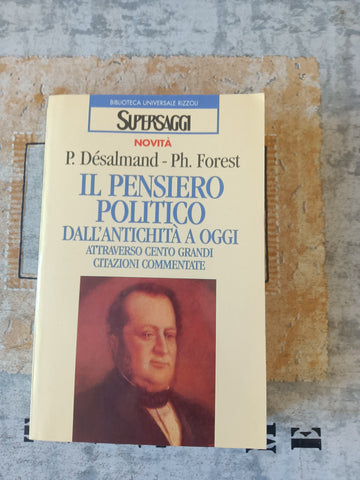 BIBLIOTECA UNIVERSALE RIZZOLI
SUPERSAGGI
NOVITÀ
P. Désalmand - Ph. Forest
IL PENSIERO
POLITICO
DALL'ANTICHITÀ A OGGI
ATTRAVERSO CENTO GRANDI
CITAZIONI COMMENTATE